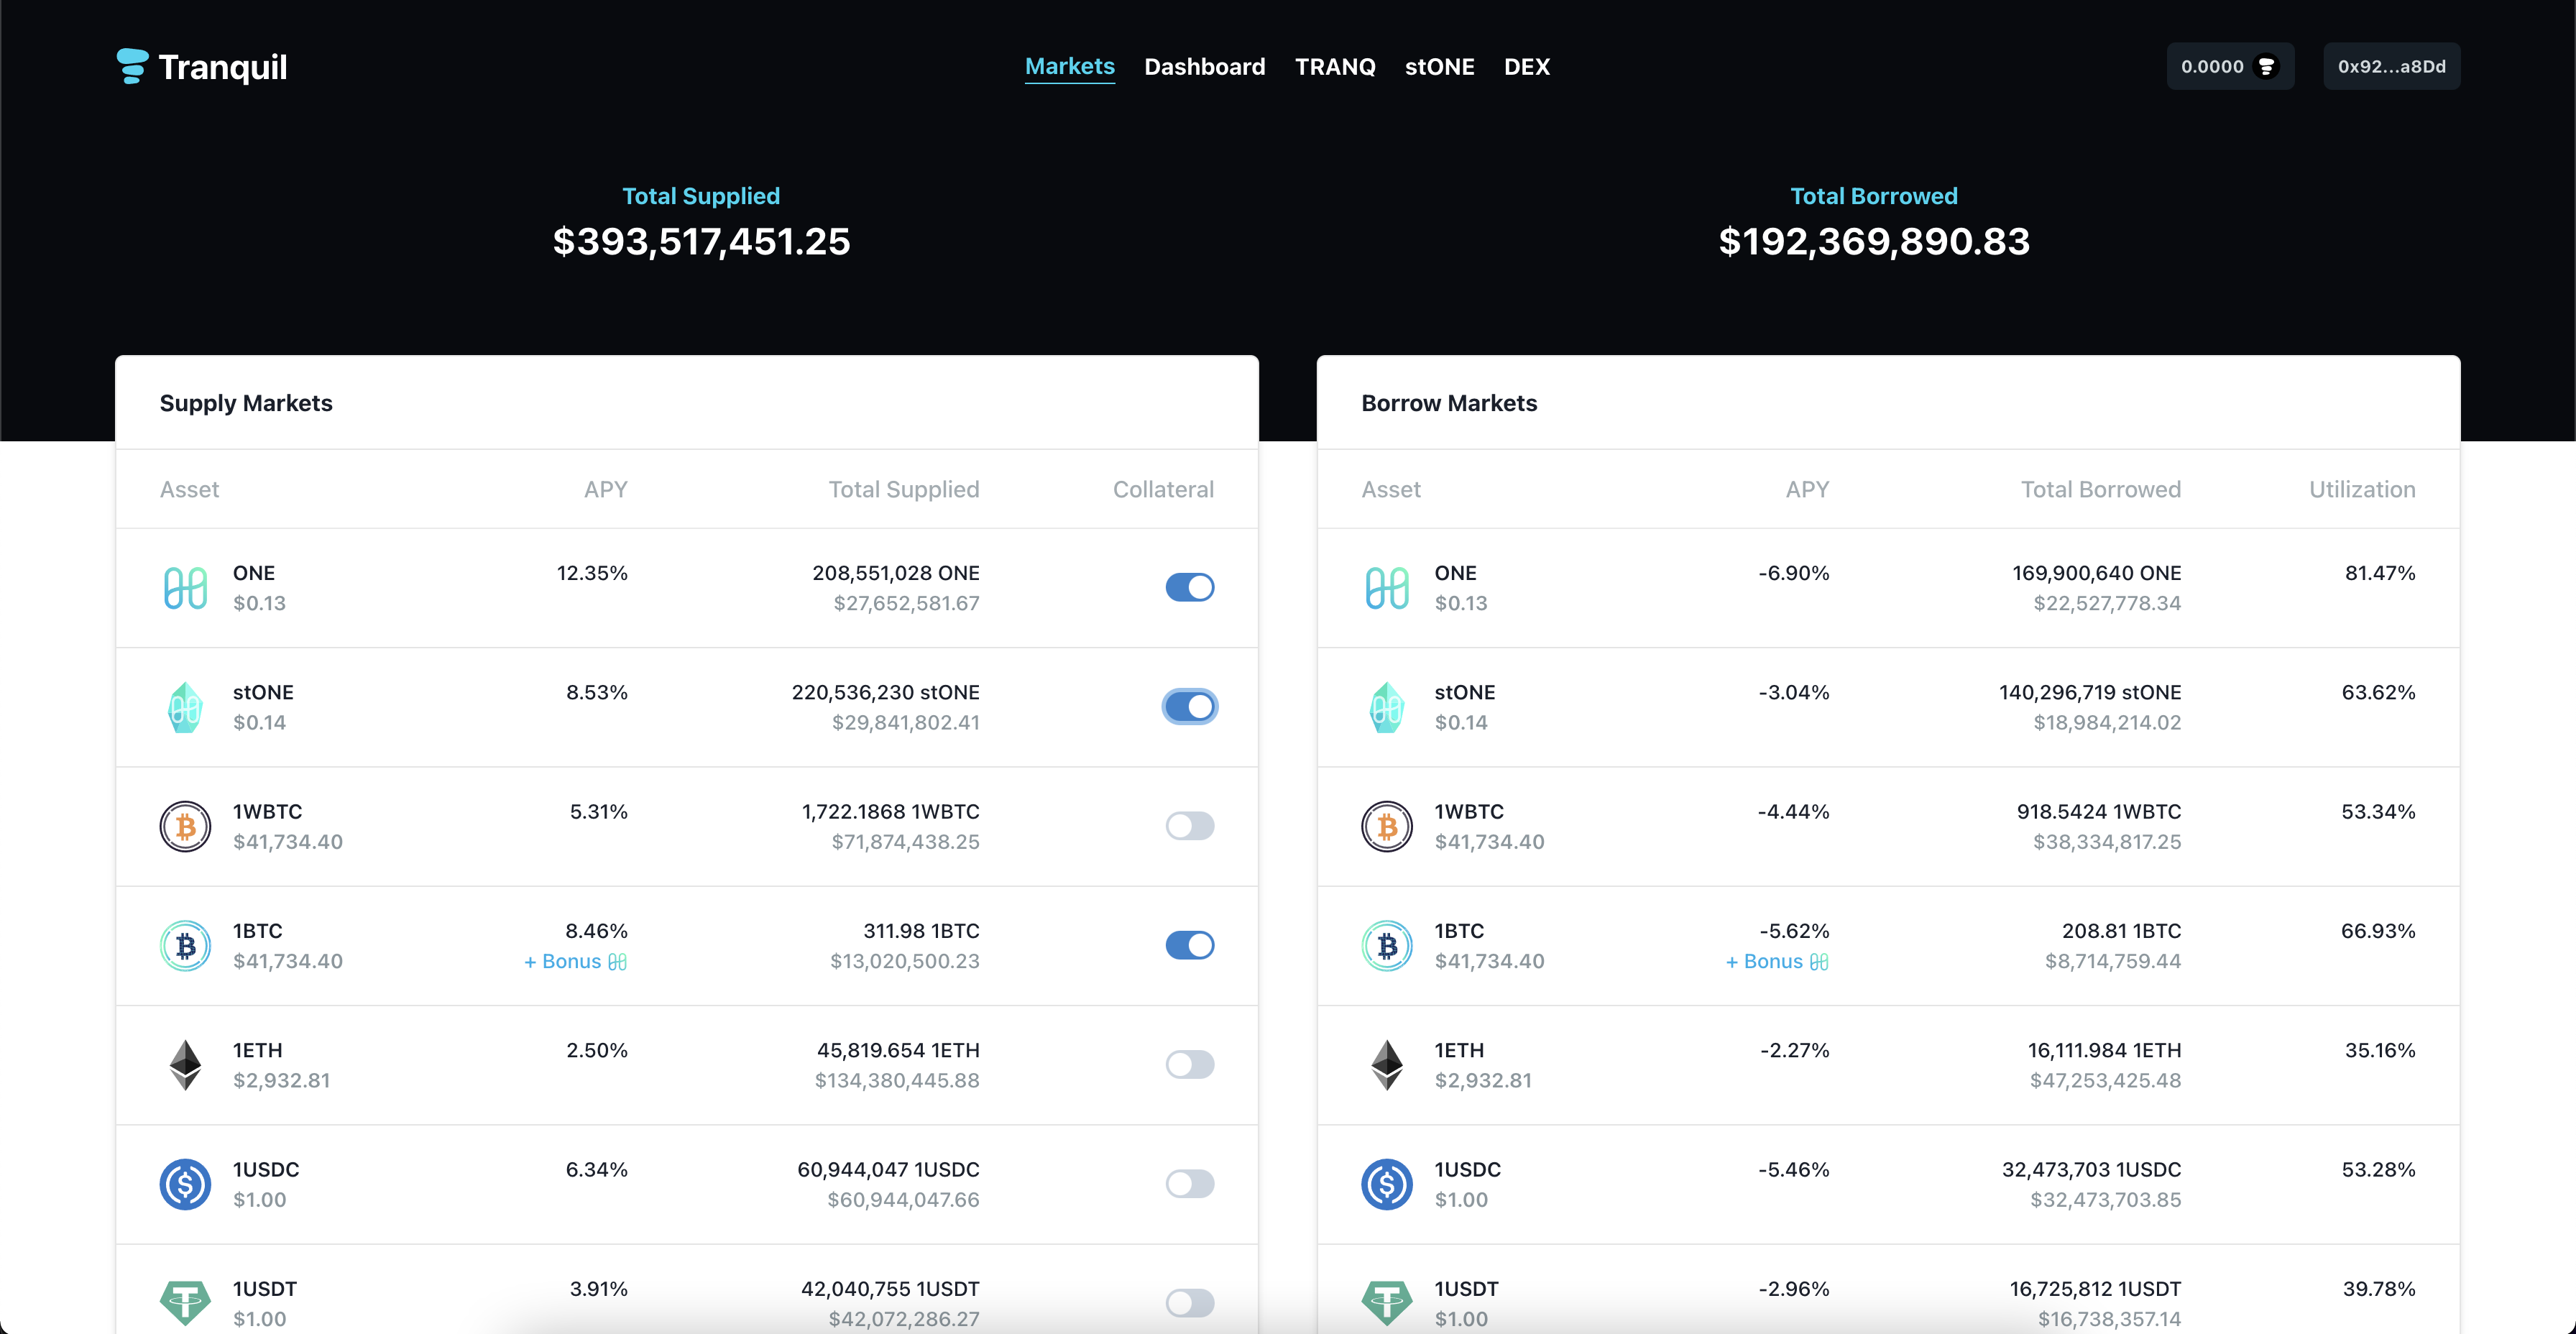 Tranquil
Markets Dashboard TRANQ stONE DEX
0.0000
0x92...a8Dd
Total Supplied
$393,517,451.25
Total Borrowed
$192,369,890.83
Supply Markets
Asset APY Total Supplied Collateral
ONE 12.35% 208,551,028 ONE
$0.13 $27,652,581.67
stONE 8.53% 220,536,230 stONE
$0.14 $29,841,802.41
1WBTC 5.31% 1,722.1868 1WBTC
$41,734.40 $71,874,438.25
1BTC 8.46% 311.98 1BTC
$41,734.40 + Bonus $13,020,500.23
1ETH 2.50% 45,819.654 1ETH
$2,932.81 $134,380,445.88
1USDC 6.34% 60,944,047 1USDC
$1.00 $60,944,047.66
1USDT 3.91% 42,040,755 1USDT
$1.00 $42,072,286.27
Borrow Markets
Asset APY Total Borrowed Utilization
ONE -6.90% 169,900,640 ONE 81.47%
$0.13 $22,527,778.34
stONE -3.04% 140,296,719 stONE 63.62%
$0.14 $18,984,214.02
1WBTC -4.44% 918.5424 1WBTC 53.34%
$41,734.40 $38,334,817.25
1BTC -5.62% 208.81 1BTC 66.93%
$41,734.40 + Bonus $8,714,759.44
1ETH -2.27% 16,111.984 1ETH 35.16%
$2,932.81 $47,253,425.48
1USDC -5.46% 32,473,703 1USDC 53.28%
$1.00 $32,473,703.85
1USDT -2.96% 16,725,812 1USDT 39.78%
$1.00 $16,738,357.14